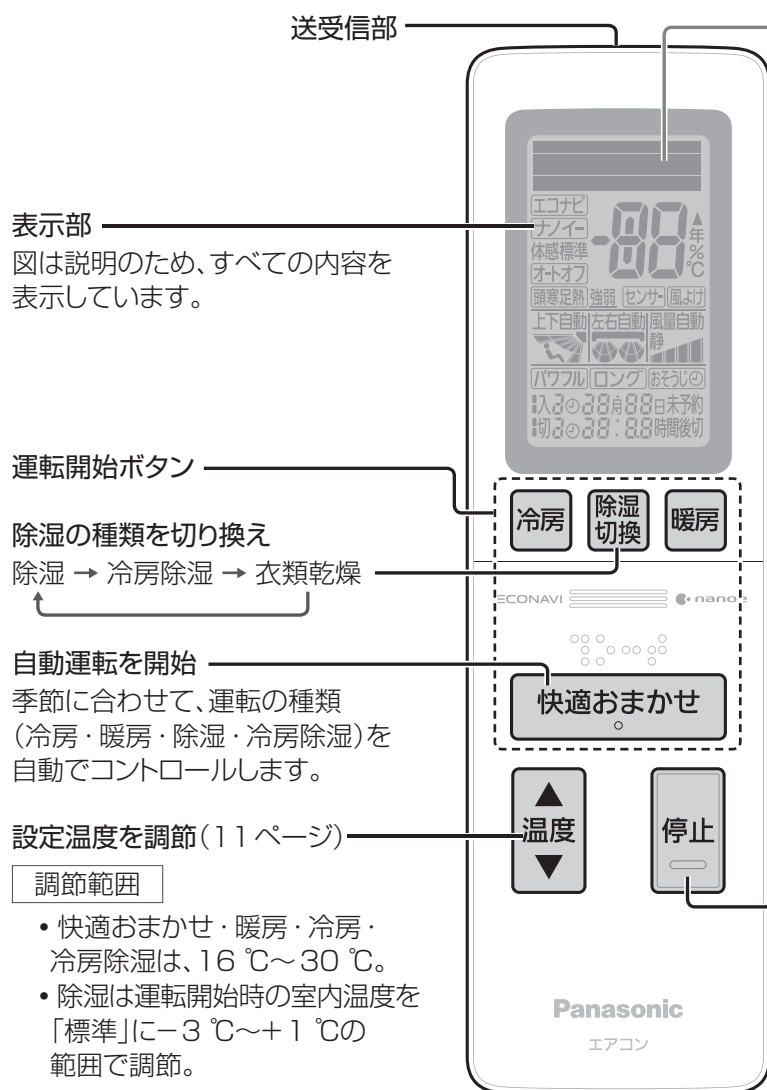 送受信部
表示部
図は説明のため、すべての内容を
表示しています。
エコナビ
ナノイー
体感標準
オートオフ
-88
年
%
℃
頭寒足熱 強弱 センサー 風よけ
上下自動 左右自動 風量自動
静
パワフル ロング おそうじ
入 28月88日未予約
切 28:88時間後切
運転開始ボタン
冷房 除湿切換 暖房
除湿の種類を切り換え
除湿 → 冷房除湿 → 衣類乾燥
ECONAVI nanoe
自動運転を開始
季節に合わせて、運転の種類
(冷房・暖房・除湿・冷房除湿)を
自動でコントロールします。
快適おまかせ
設定温度を調節(11ページ)
▲
温度
▼
停止
調節範囲
• 快適おまかせ・暖房・冷房・
冷房除湿は、16 ℃～30 ℃。
• 除湿は運転開始時の室内温度を
「標準」に－3 ℃～＋1 ℃の
範囲で調節。
Panasonic
エアコン